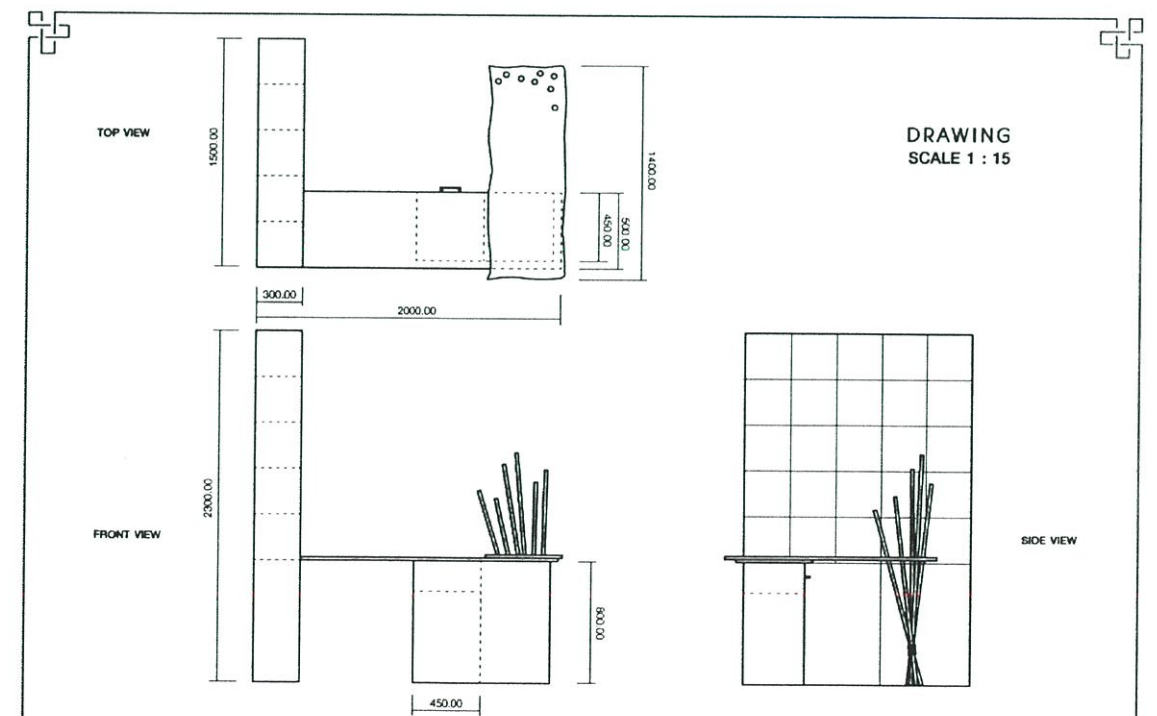 TOP VIEW
1500.00
1400.00
450.00
500.00
DRAWING
SCALE 1 : 15
300.00
2000.00
FRONT VIEW
2300.00
800.00
450.00
SIDE VIEW